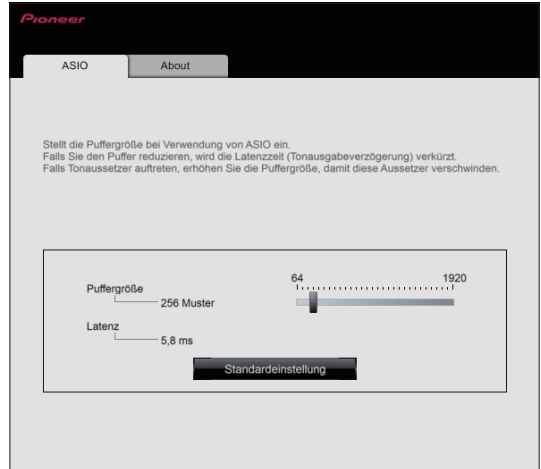 Pioneer
ASIO About
Stellt die Puffergröße bei Verwendung von ASIO ein.
Falls Sie den Puffer reduzieren, wird die Latenzzeit (Tonausgabeverzögerung) verkürzt.
Falls Tonaussetzer auftreten, erhöhen Sie die Puffergröße, damit diese Aussetzer verschwinden.
64 1920
Puffergröße
256 Muster
Latenz
5,8 ms
Standardeinstellung